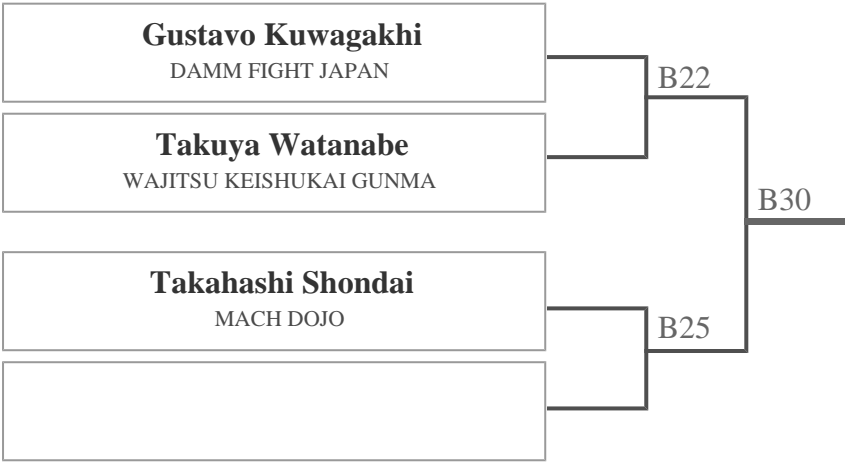 Gustavo Kuwagakhi
DAMM FIGHT JAPAN
B22
Takuya Watanabe
WAJITSU KEISHUKAI GUNMA
B30
Takahashi Shondai
MACH DOJO
B25